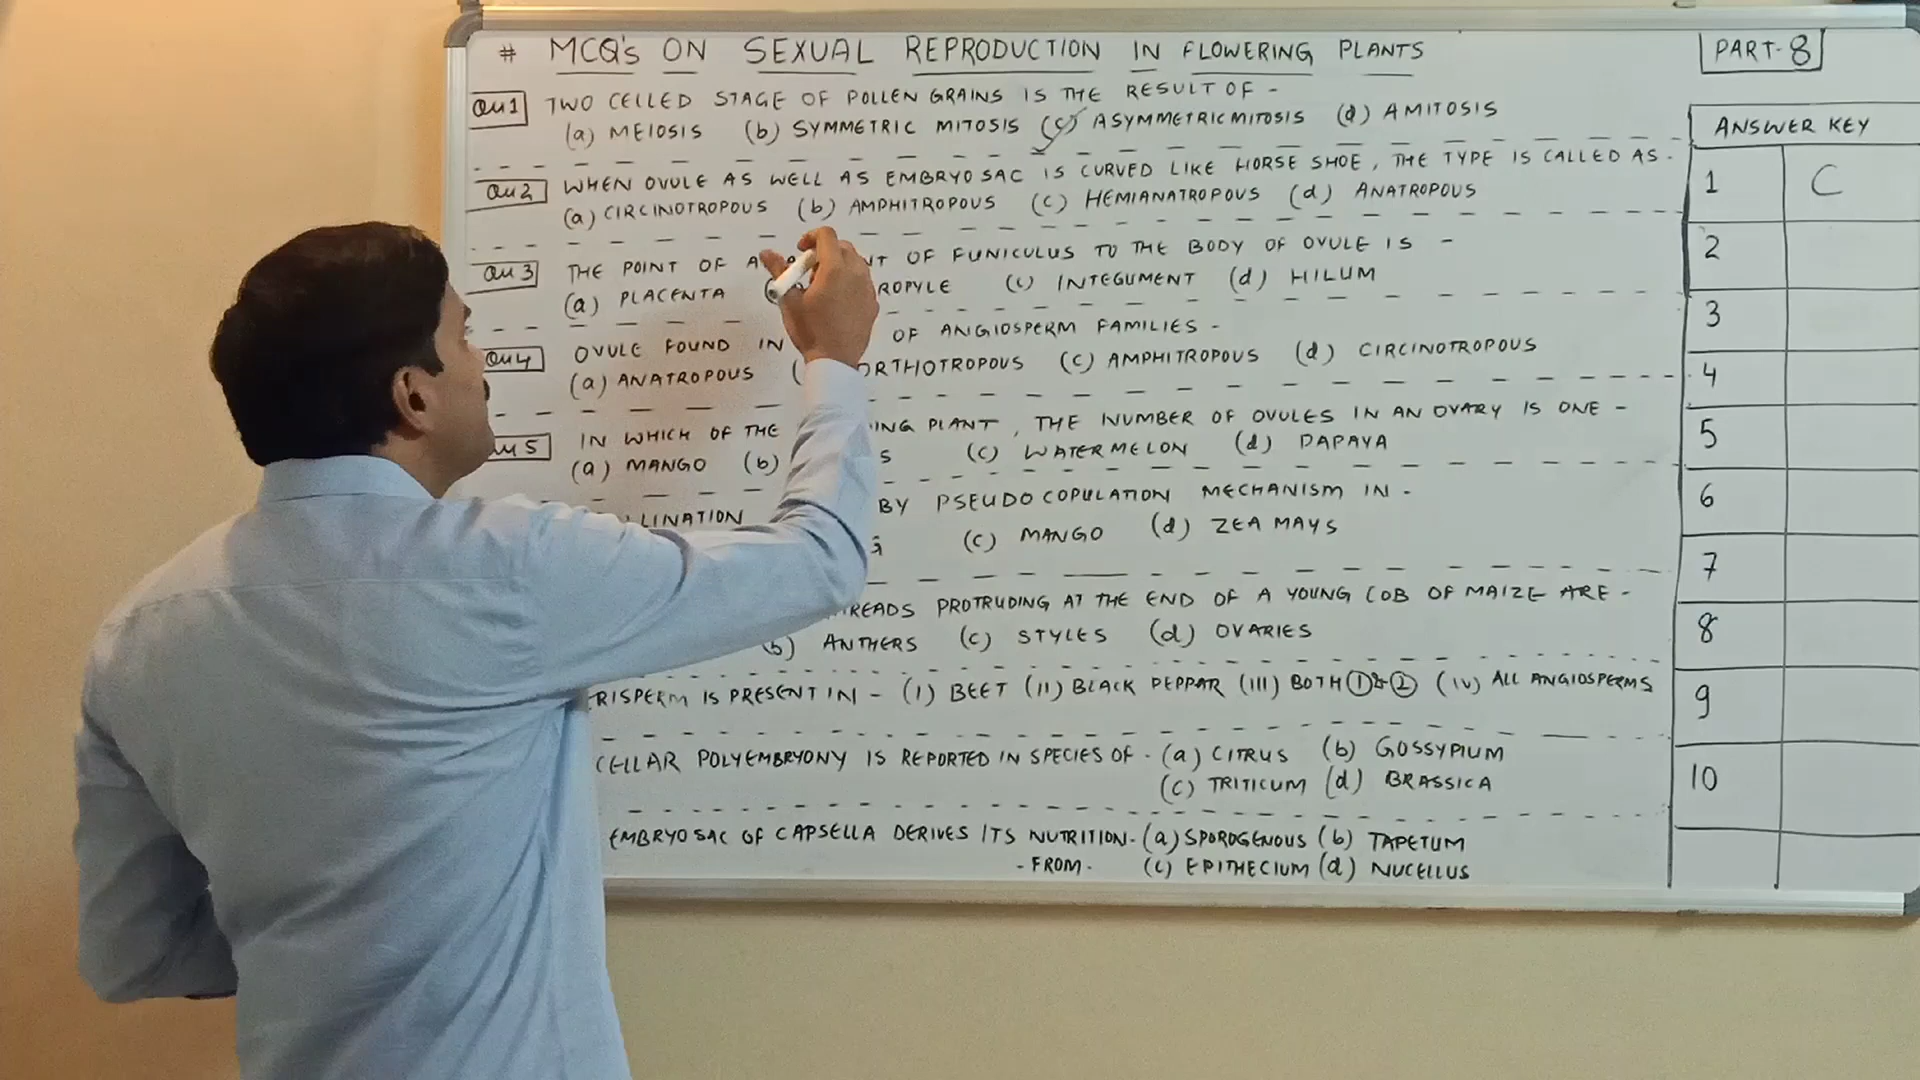 # MCQ's ON SEXUAL REPRODUCTION IN FLOWERING PLANTS
PART-8
Qu1 TWO CELLED STAGE OF POLLEN GRAINS IS THE RESULT OF -
(a) MEIOSIS (b) SYMMETRIC MITOSIS (c) ASYMMETRIC MITOSIS (d) AMITOSIS
Qu2 WHEN OVULE AS WELL AS EMBRYO SAC IS CURVED LIKE HORSE SHOE, THE TYPE IS CALLED AS.
(a) CIRCINOTROPOUS (b) AMPHITROPOUS (c) HEMIANATROPOUS (d) ANATROPOUS
Qu3 THE POINT OF OF FUNICULUS TO THE BODY OF OVULE IS -
(a) PLACENTA ROPYLE (c) INTEGUMENT (d) HILUM
Qu4 OVULE FOUND IN OF ANGIOSPERM FAMILIES -
(a) ANATROPOUS ORTHOTROPOUS (c) AMPHITROPOUS (d) CIRCINOTROPOUS
Qu5 IN WHICH OF THE ING PLANT, THE NUMBER OF OVULES IN AN OVARY IS ONE -
(a) MANGO (b) S (c) WATERMELON (d) PAPAYA
LLINATION BY PSEUDOCOPULATION MECHANISM IN -
(c) MANGO (d) ZEA MAYS
READS PROTRUDING AT THE END OF A YOUNG COB OF MAIZE ARE -
(b) ANTHERS (c) STYLES (d) OVARIES
ERISPERM IS PRESENT IN - (I) BEET (II) BLACK PEPPAR (III) BOTH ① & ② (IV) ALL ANGIOSPERMS
CELLAR POLYEMBRYONY IS REPORTED IN SPECIES OF - (a) CITRUS (b) GOSSYPIUM
(c) TRITICUM (d) BRASSICA
EMBRYO SAC OF CAPSELLA DERIVES ITS NUTRITION - (a) SPOROGENOUS (b) TAPETUM
- FROM - (c) EPITHECIUM (d) NUCELLUS
ANSWER KEY
1 C
2
3
4
5
6
7
8
9
10